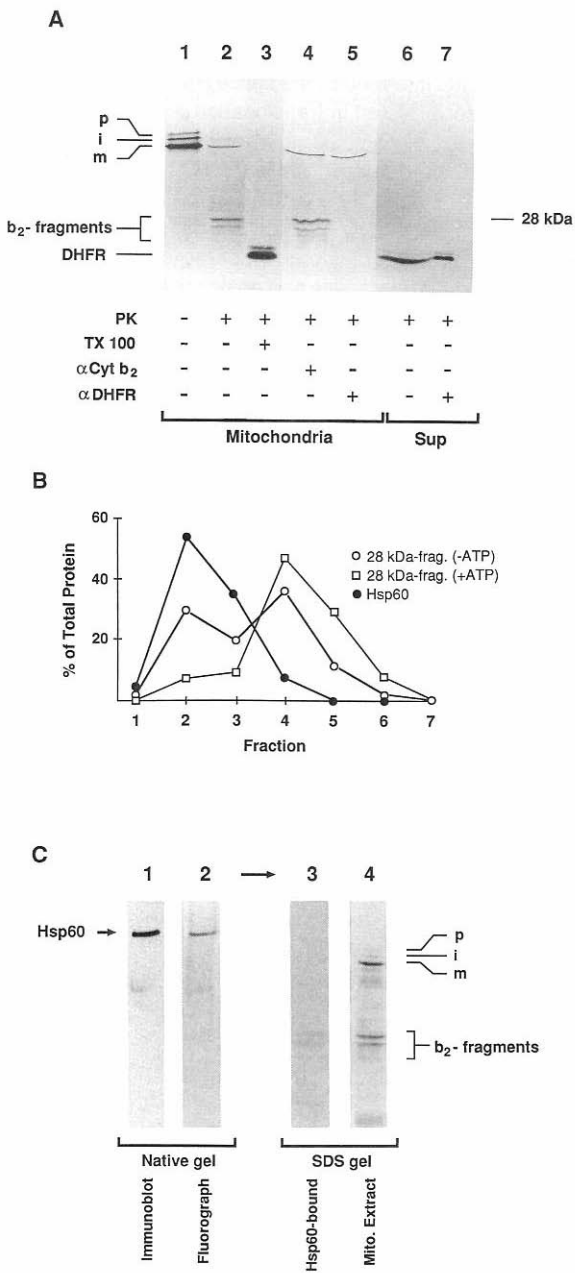 A
1 2 3 4 5 6 7
p
i
m
b2- fragments
DHFR
28 kDa
PK - + + + + + +
TX 100 - - + - - - -
αCyt b2 - - - + - - -
αDHFR - - - - + - +
Mitochondria Sup
B
% of Total Protein
60
40
20
28 kDa-frag. (-ATP)
28 kDa-frag. (+ATP)
Hsp60
1 2 3 4 5 6 7
Fraction
C
1 2 3 4
Hsp60
p
i
m
b2- fragments
Native gel SDS gel
Immunoblot
Fluorograph
Hsp60-bound
Mito. Extract